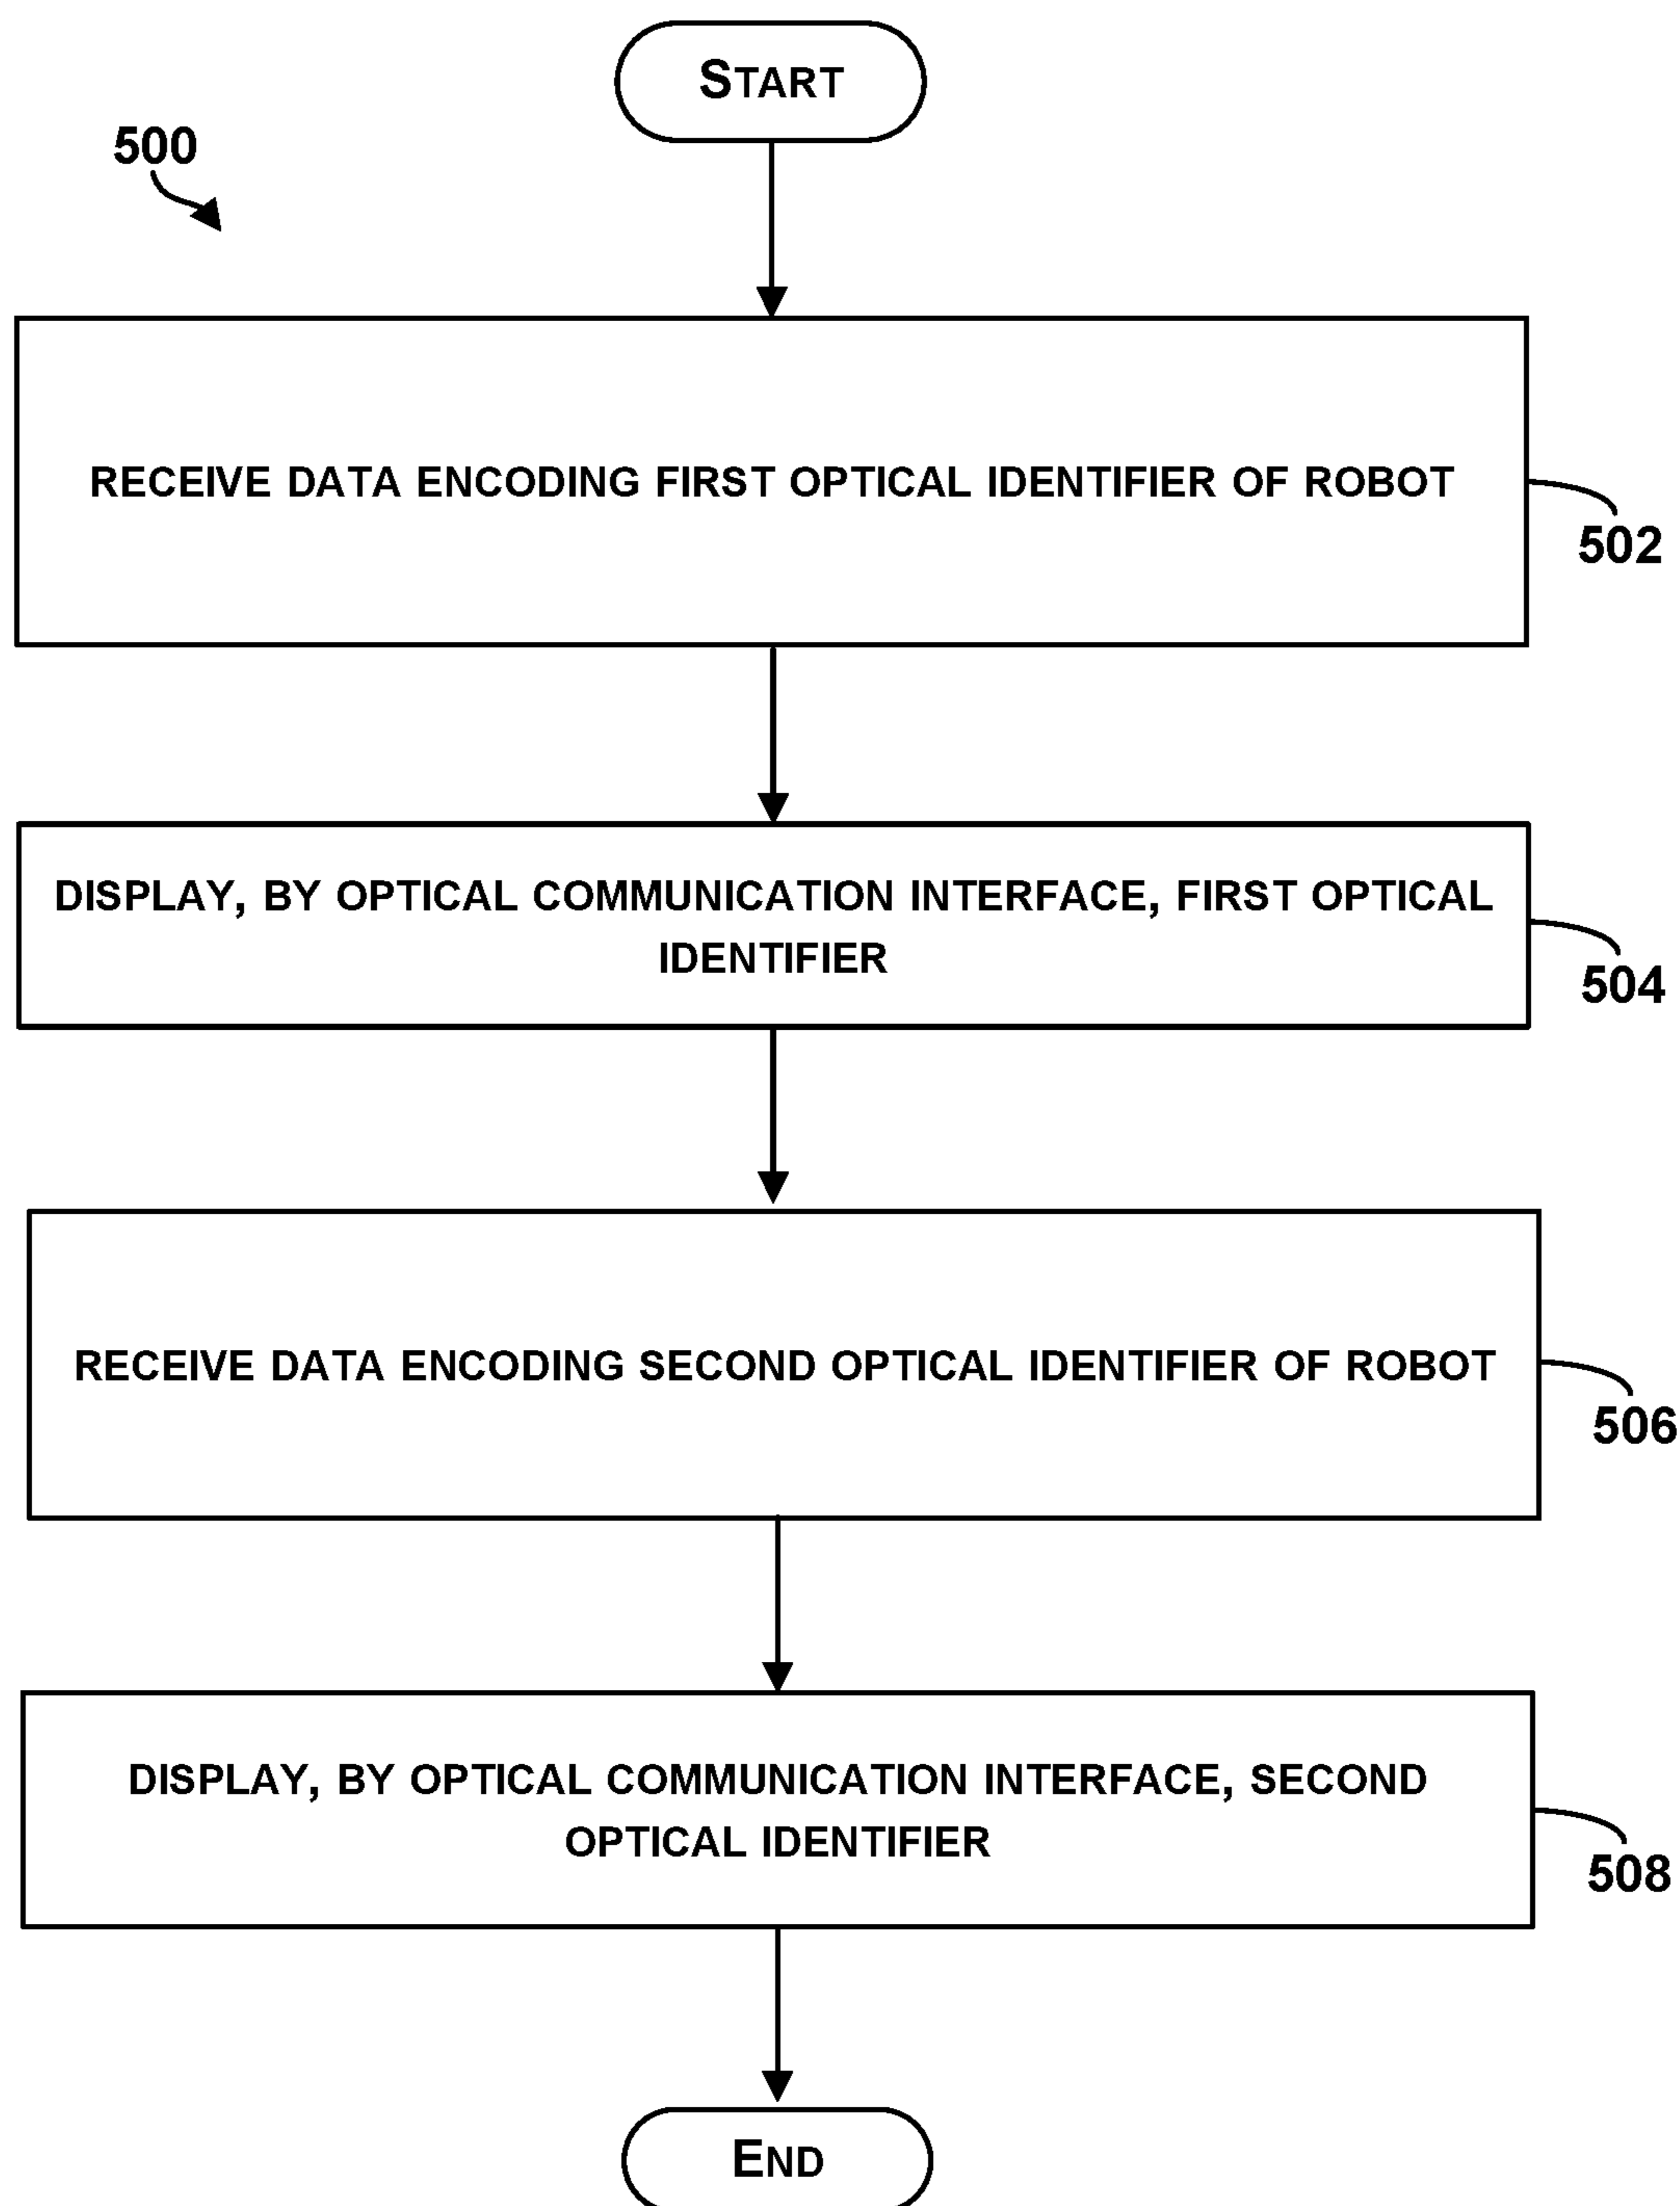 START
500
RECEIVE DATA ENCODING FIRST OPTICAL IDENTIFIER OF ROBOT
502
DISPLAY, BY OPTICAL COMMUNICATION INTERFACE, FIRST OPTICAL
IDENTIFIER
504
RECEIVE DATA ENCODING SECOND OPTICAL IDENTIFIER OF ROBOT
506
DISPLAY, BY OPTICAL COMMUNICATION INTERFACE, SECOND
OPTICAL IDENTIFIER
508
END